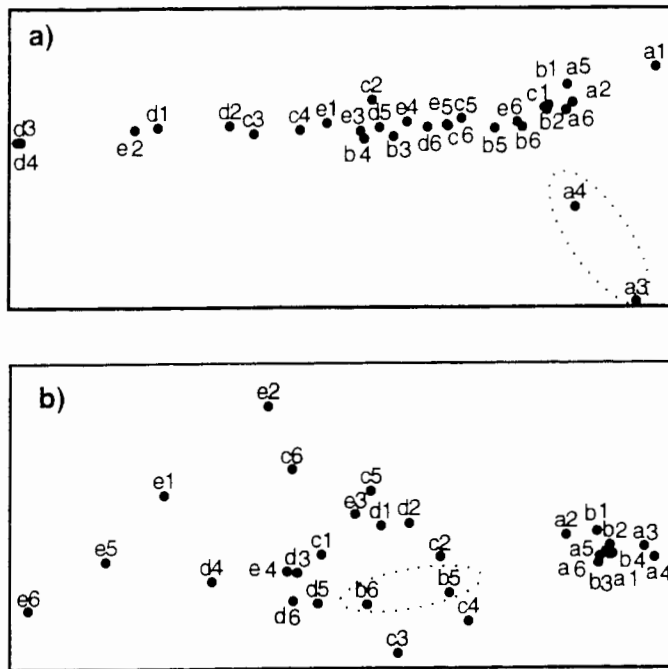 a)
a1
b1 a5
c2 c1 a2
d1 d2 c3 c4 e1 e3 d5 e4 e5 c5 e6
d3
d4 e2 b4 b3 d6 c6 b5 b6 b2 a6
a4
a3
b)
e2
c6
e1 c5
e3 d1 d2
a2 b1 b2 a3
e5 c1 c2 a5 b4
d4 e4 d3 b5 a6 a4
b3 a1
e6 d6 d5 b6 c4
c3